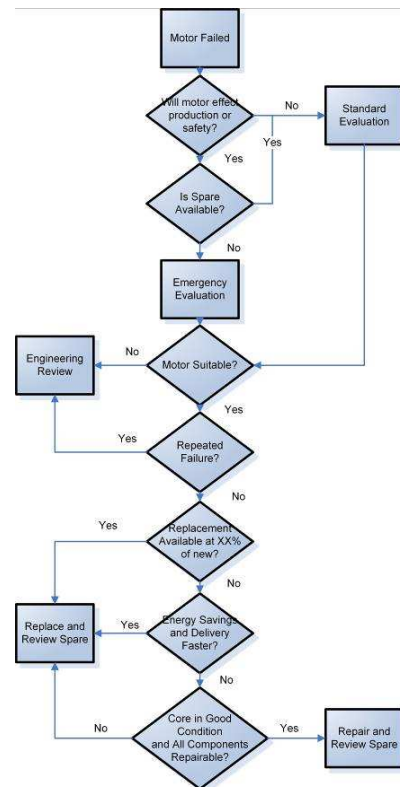 Motor Failed
Will motor effect
production or
safety?
No
Standard
Evaluation
Yes
Yes
Is Spare
Available?
No
Emergency
Evaluation
Engineering
Review
No
Motor Suitable?
Yes
Yes
Repeated
Failure?
No
Yes
Replacement
Available at XX%
of new?
No
Replace and
Review Spare
Yes
Energy Savings
and Delivery
Faster?
No
No
Core in Good
Condition
and All Components
Repairable?
Yes
Repair and
Review Spare